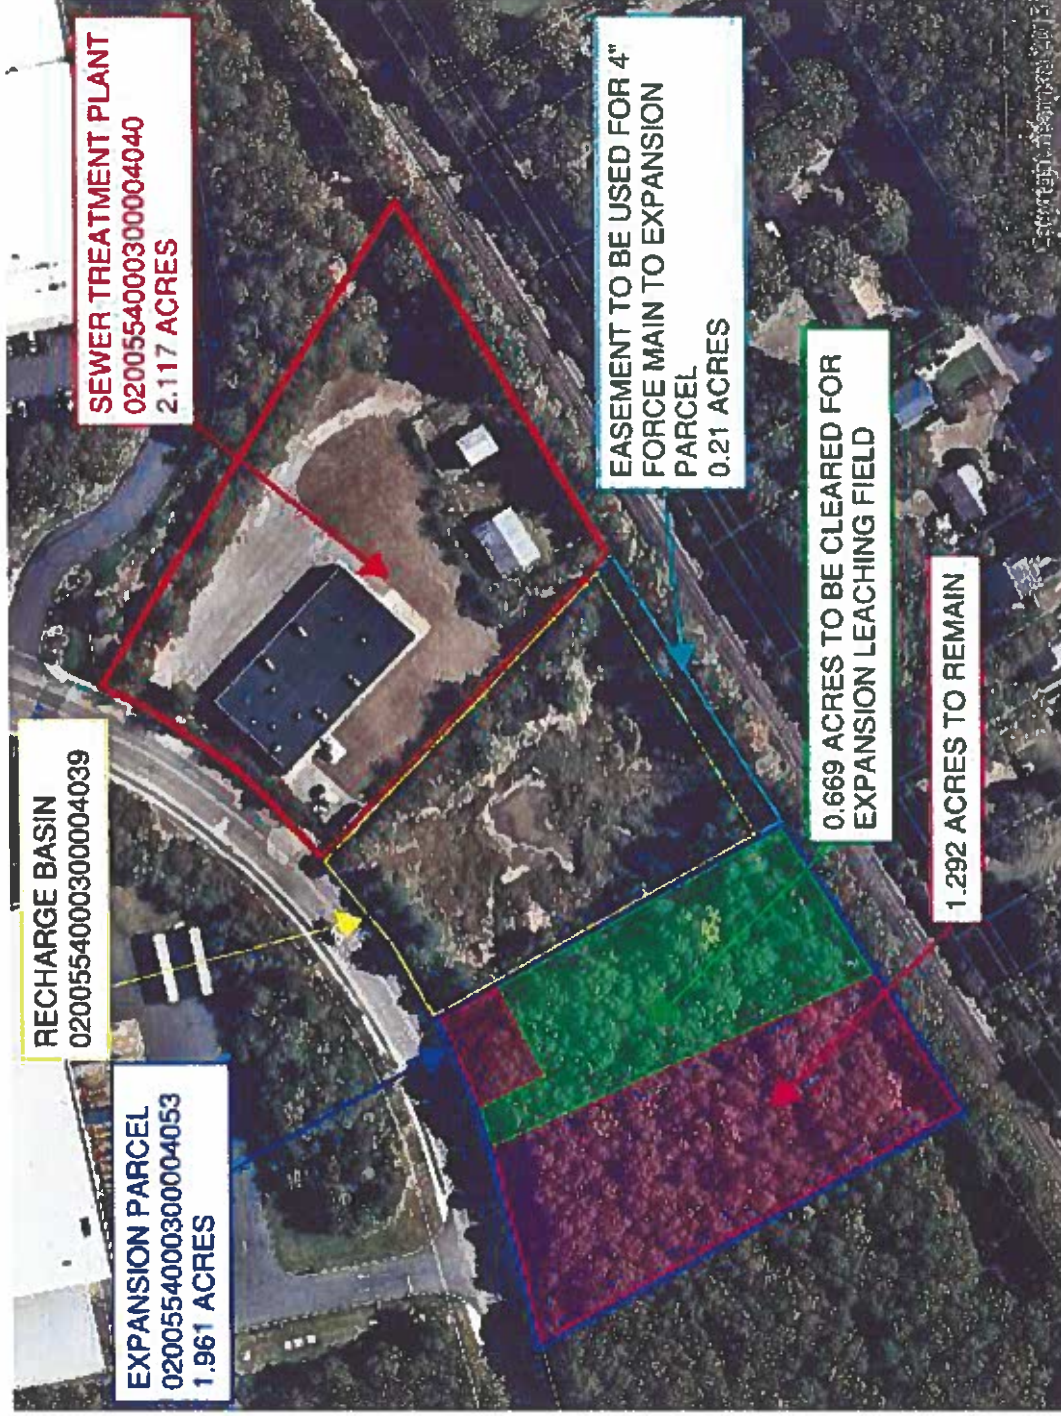 RECHARGE BASIN
0200554000300004039
SEWER TREATMENT PLANT
0200554000300004040
2.117 ACRES
EXPANSION PARCEL
0200554000300004053
1.961 ACRES
EASEMENT TO BE USED FOR 4"
FORCE MAIN TO EXPANSION
PARCEL
0.21 ACRES
0.669 ACRES TO BE CLEARED FOR
EXPANSION LEACHING FIELD
1.292 ACRES TO REMAIN